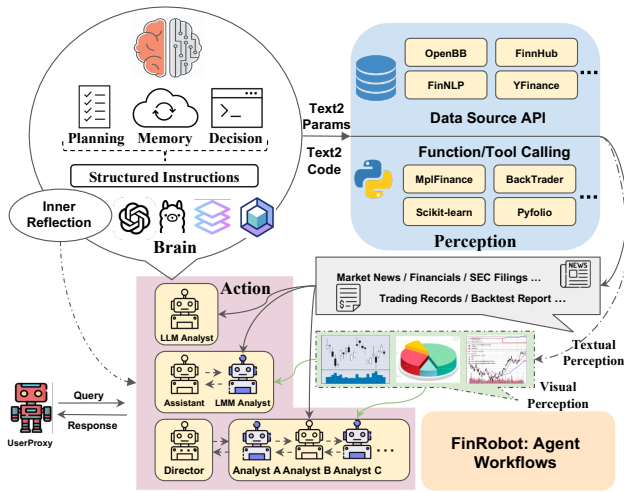 Planning
Memory
Decision
Structured Instructions
Inner
Reflection
Brain
Text2
Params
Text2
Code
OpenBB
FinnHub
FinNLP
YFinance
...
Data Source API
Function/Tool Calling
MplFinance
BackTrader
Scikit-learn
Pyfolio
...
Perception
Action
Market News / Financials / SEC Filings ...
NEWS
Trading Records / Backtest Report ...
LLM Analyst
Textual
Perception
Visual
Perception
Assistant
LMM Analyst
Query
Response
UserProxy
Director
Analyst A
Analyst B
Analyst C
...
FinRobot: Agent
Workflows